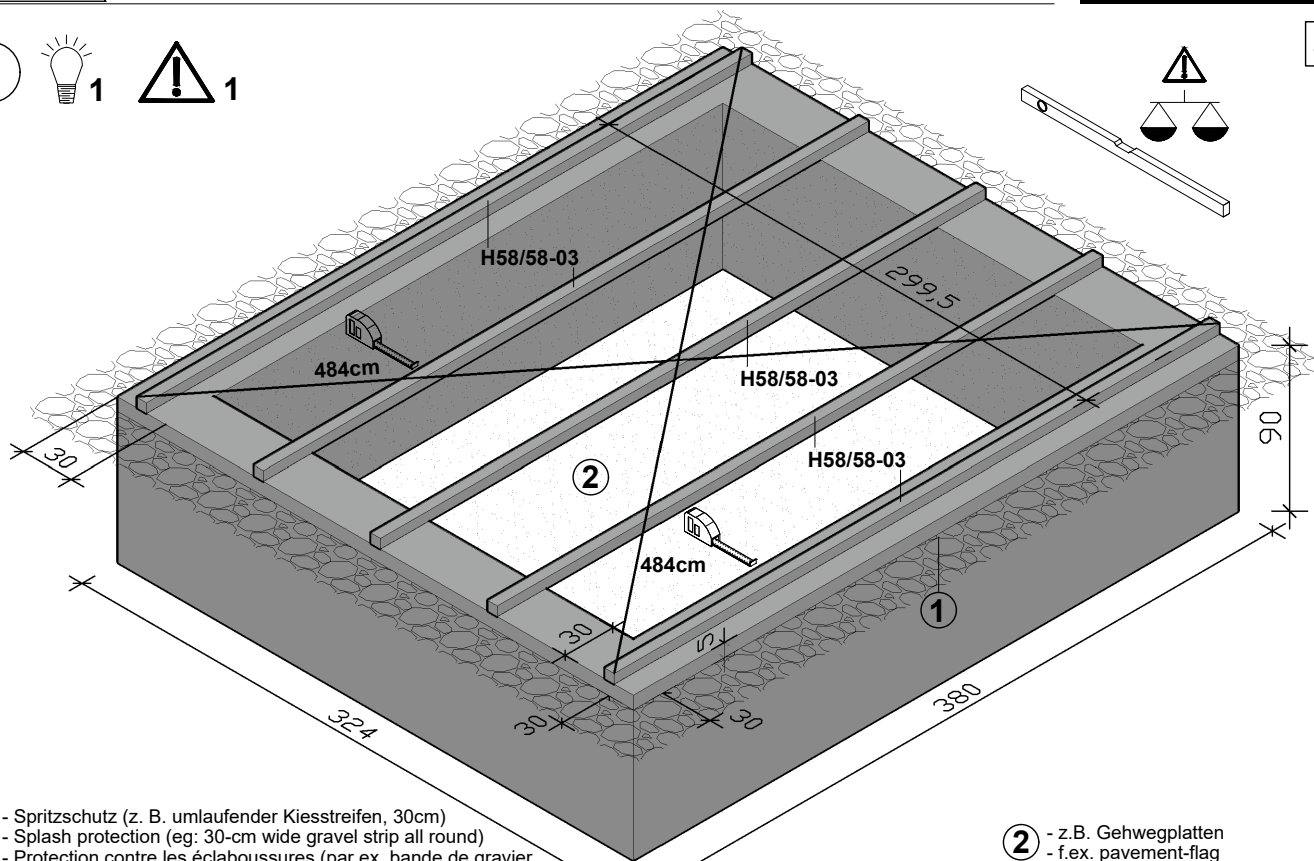 1
1
H58/58-03
299,5
484cm
H58/58-03
90
H58/58-03
30
2
484cm
1
30
5
30
30
324
380
- Spritzschutz (z. B. umlaufender Kiesstreifen, 30cm)
- Splash protection (eg: 30-cm wide gravel strip all round)
- Protection contre les éclaboussures (par ex. bande de gravier
2
- z.B. Gehwegplatten
- f.ex. pavement-flag